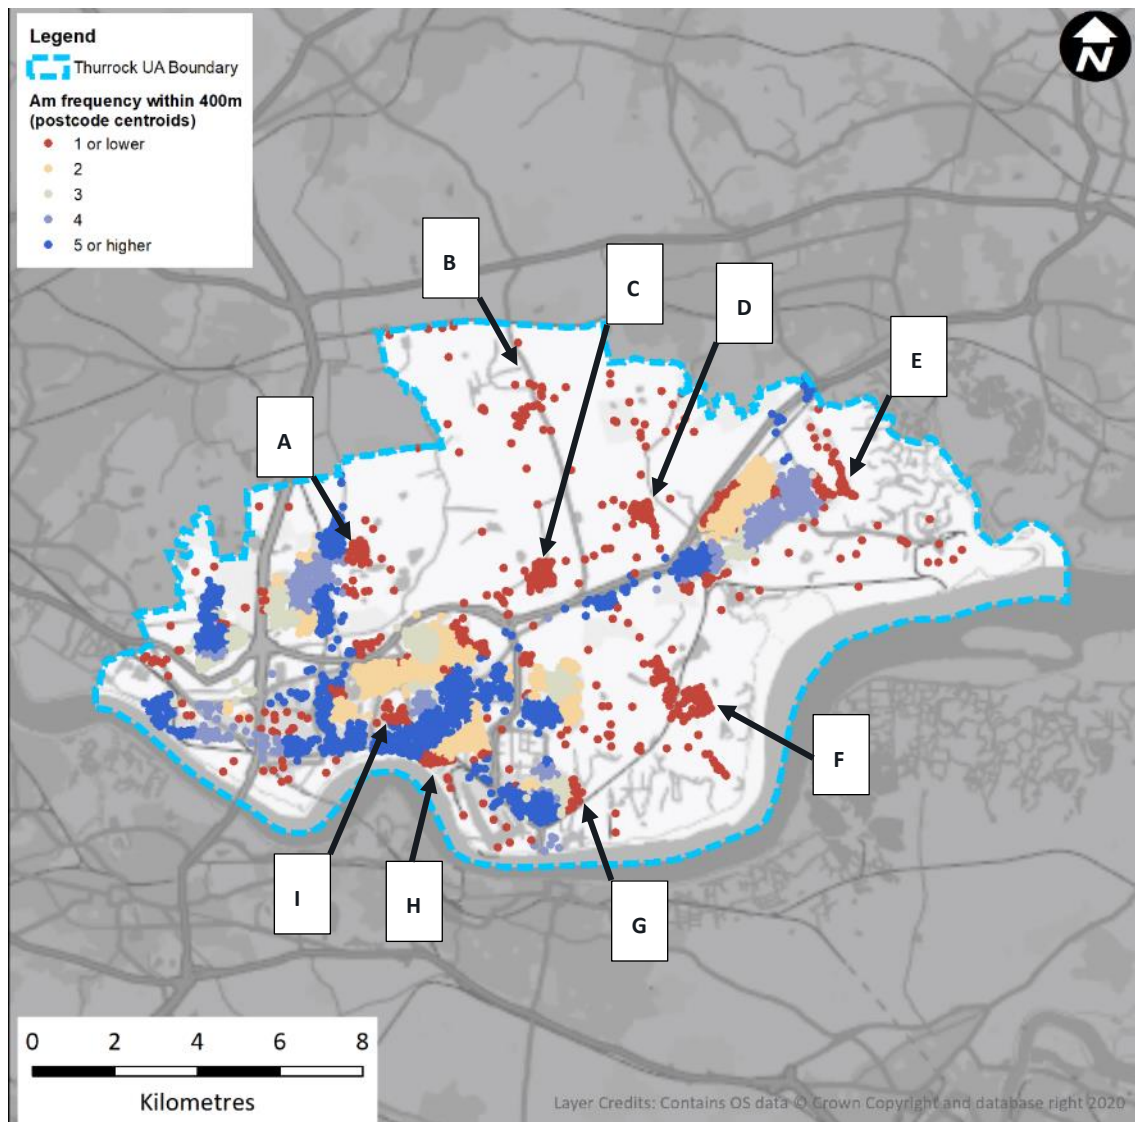 Legend
Thurrock UA Boundary
Am frequency within 400m
(postcode centroids)
1 or lower
2
3
4
5 or higher
N
B
C
D
E
A
F
I
H
G
0 2 4 6 8
Kilometres
Layer Credits: Contains OS data © Crown Copyright and database right 2020